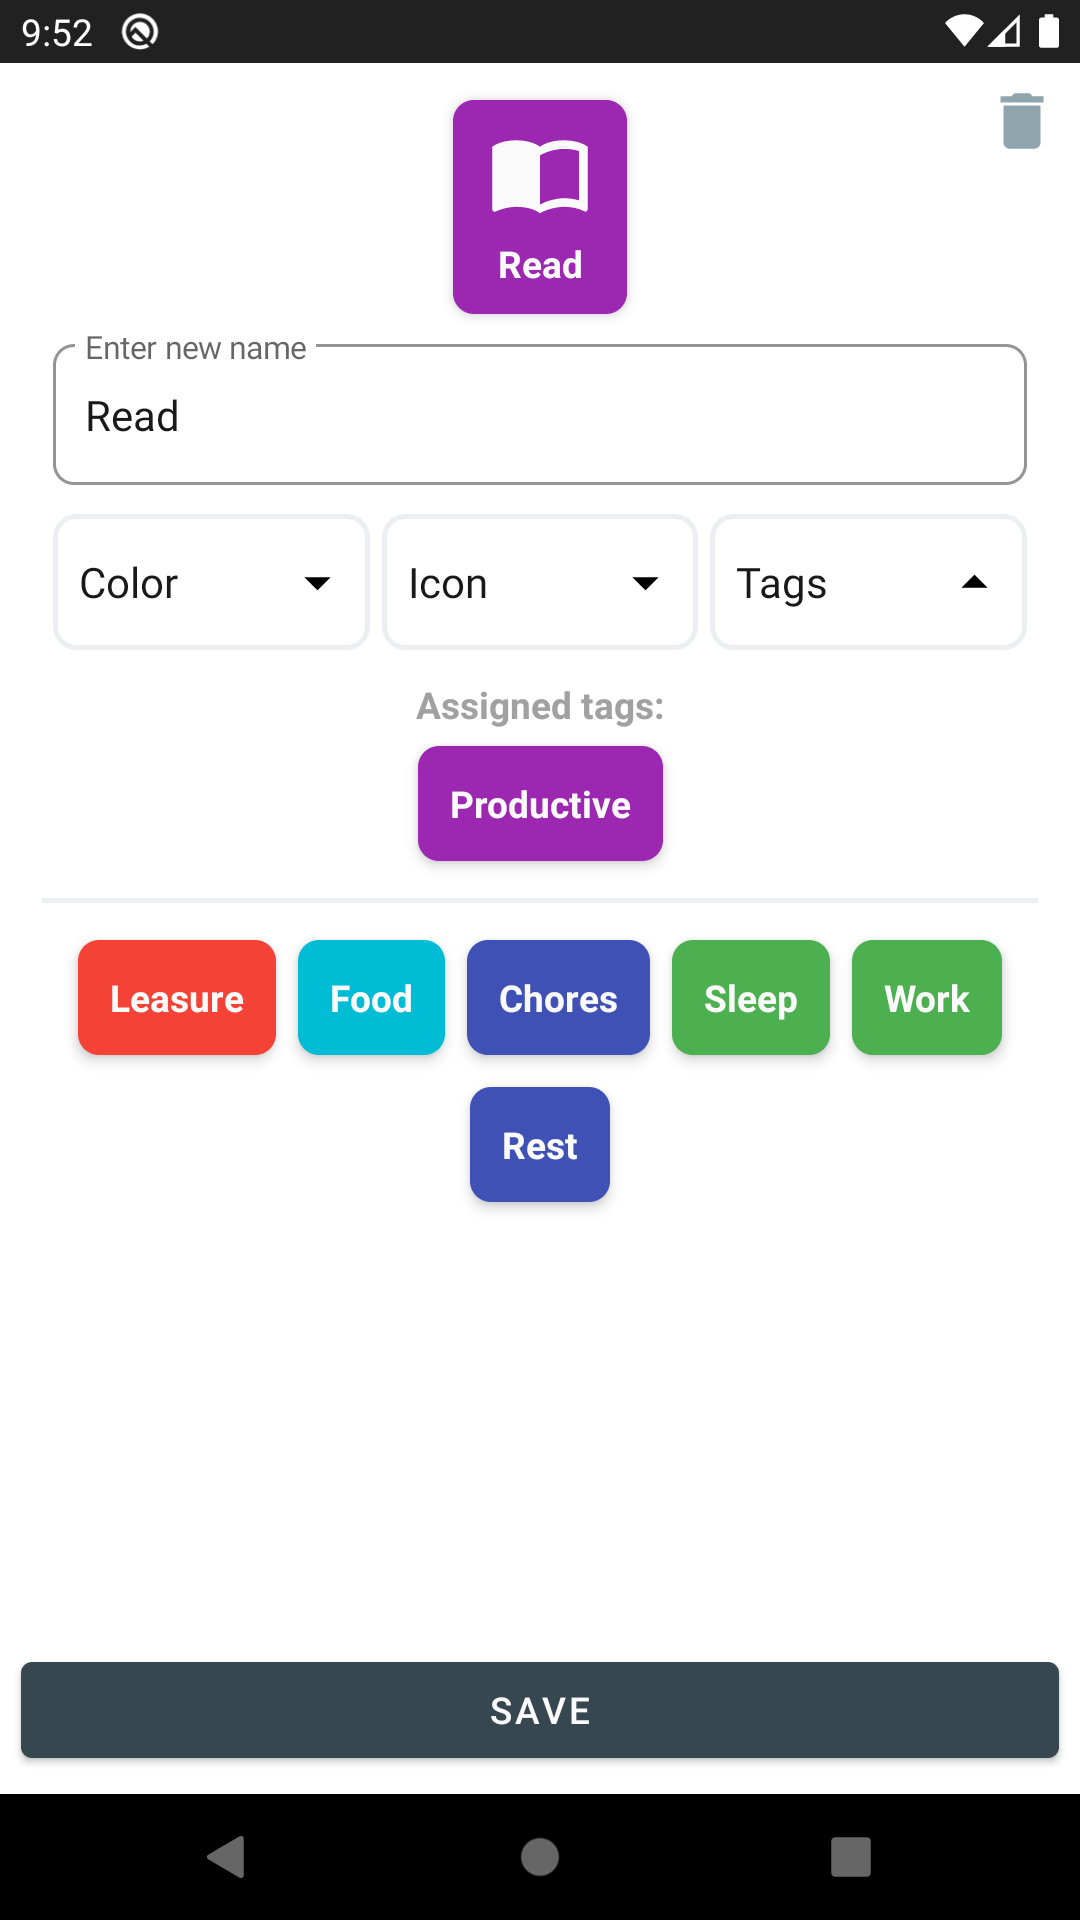 9:52
Read
Enter new name
Read
Color Icon Tags
Assigned tags:
Productive
Leasure Food Chores Sleep Work
Rest
SAVE